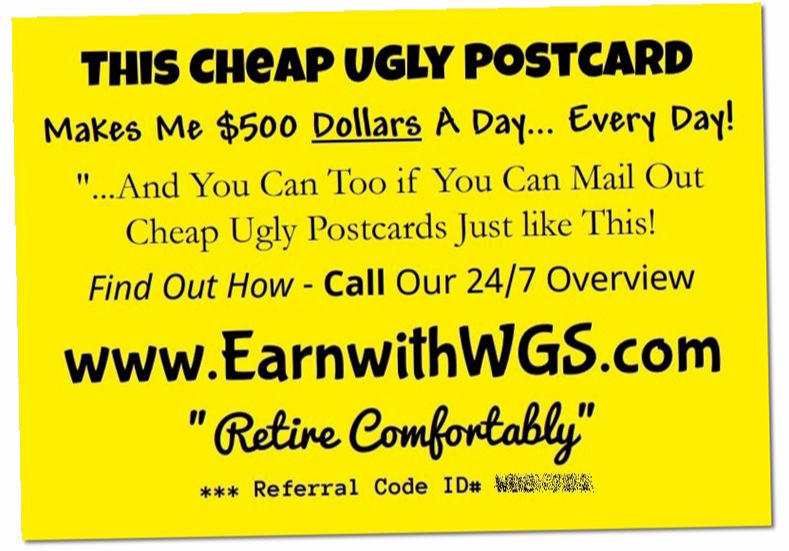 THIS CHEAP UGLY POSTCARD
Makes Me $500 Dollars A Day... Every Day!
"...And You Can Too if You Can Mail Out
Cheap Ugly Postcards Just like This!
Find Out How - Call Our 24/7 Overview
www.EarnwithWGS.com
"Retire Comfortably"
*** Referral Code ID#